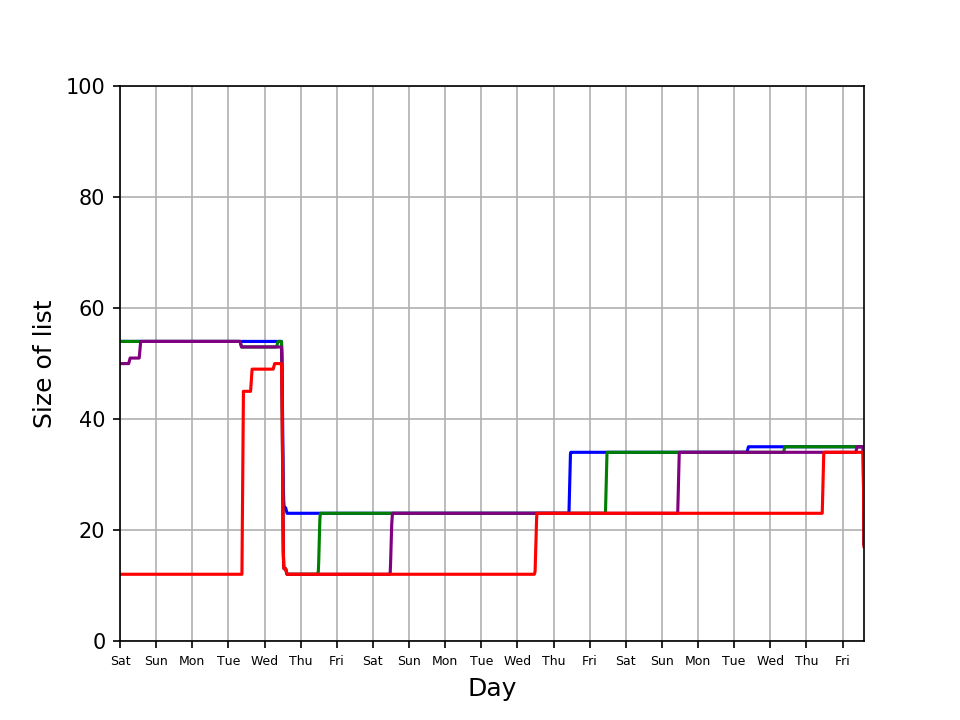 100
80
60
40
20
0
Size of list
Sat Sun Mon Tue Wed Thu Fri Sat Sun Mon Tue Wed Thu Fri Sat Sun Mon Tue Wed Thu Fri
Day